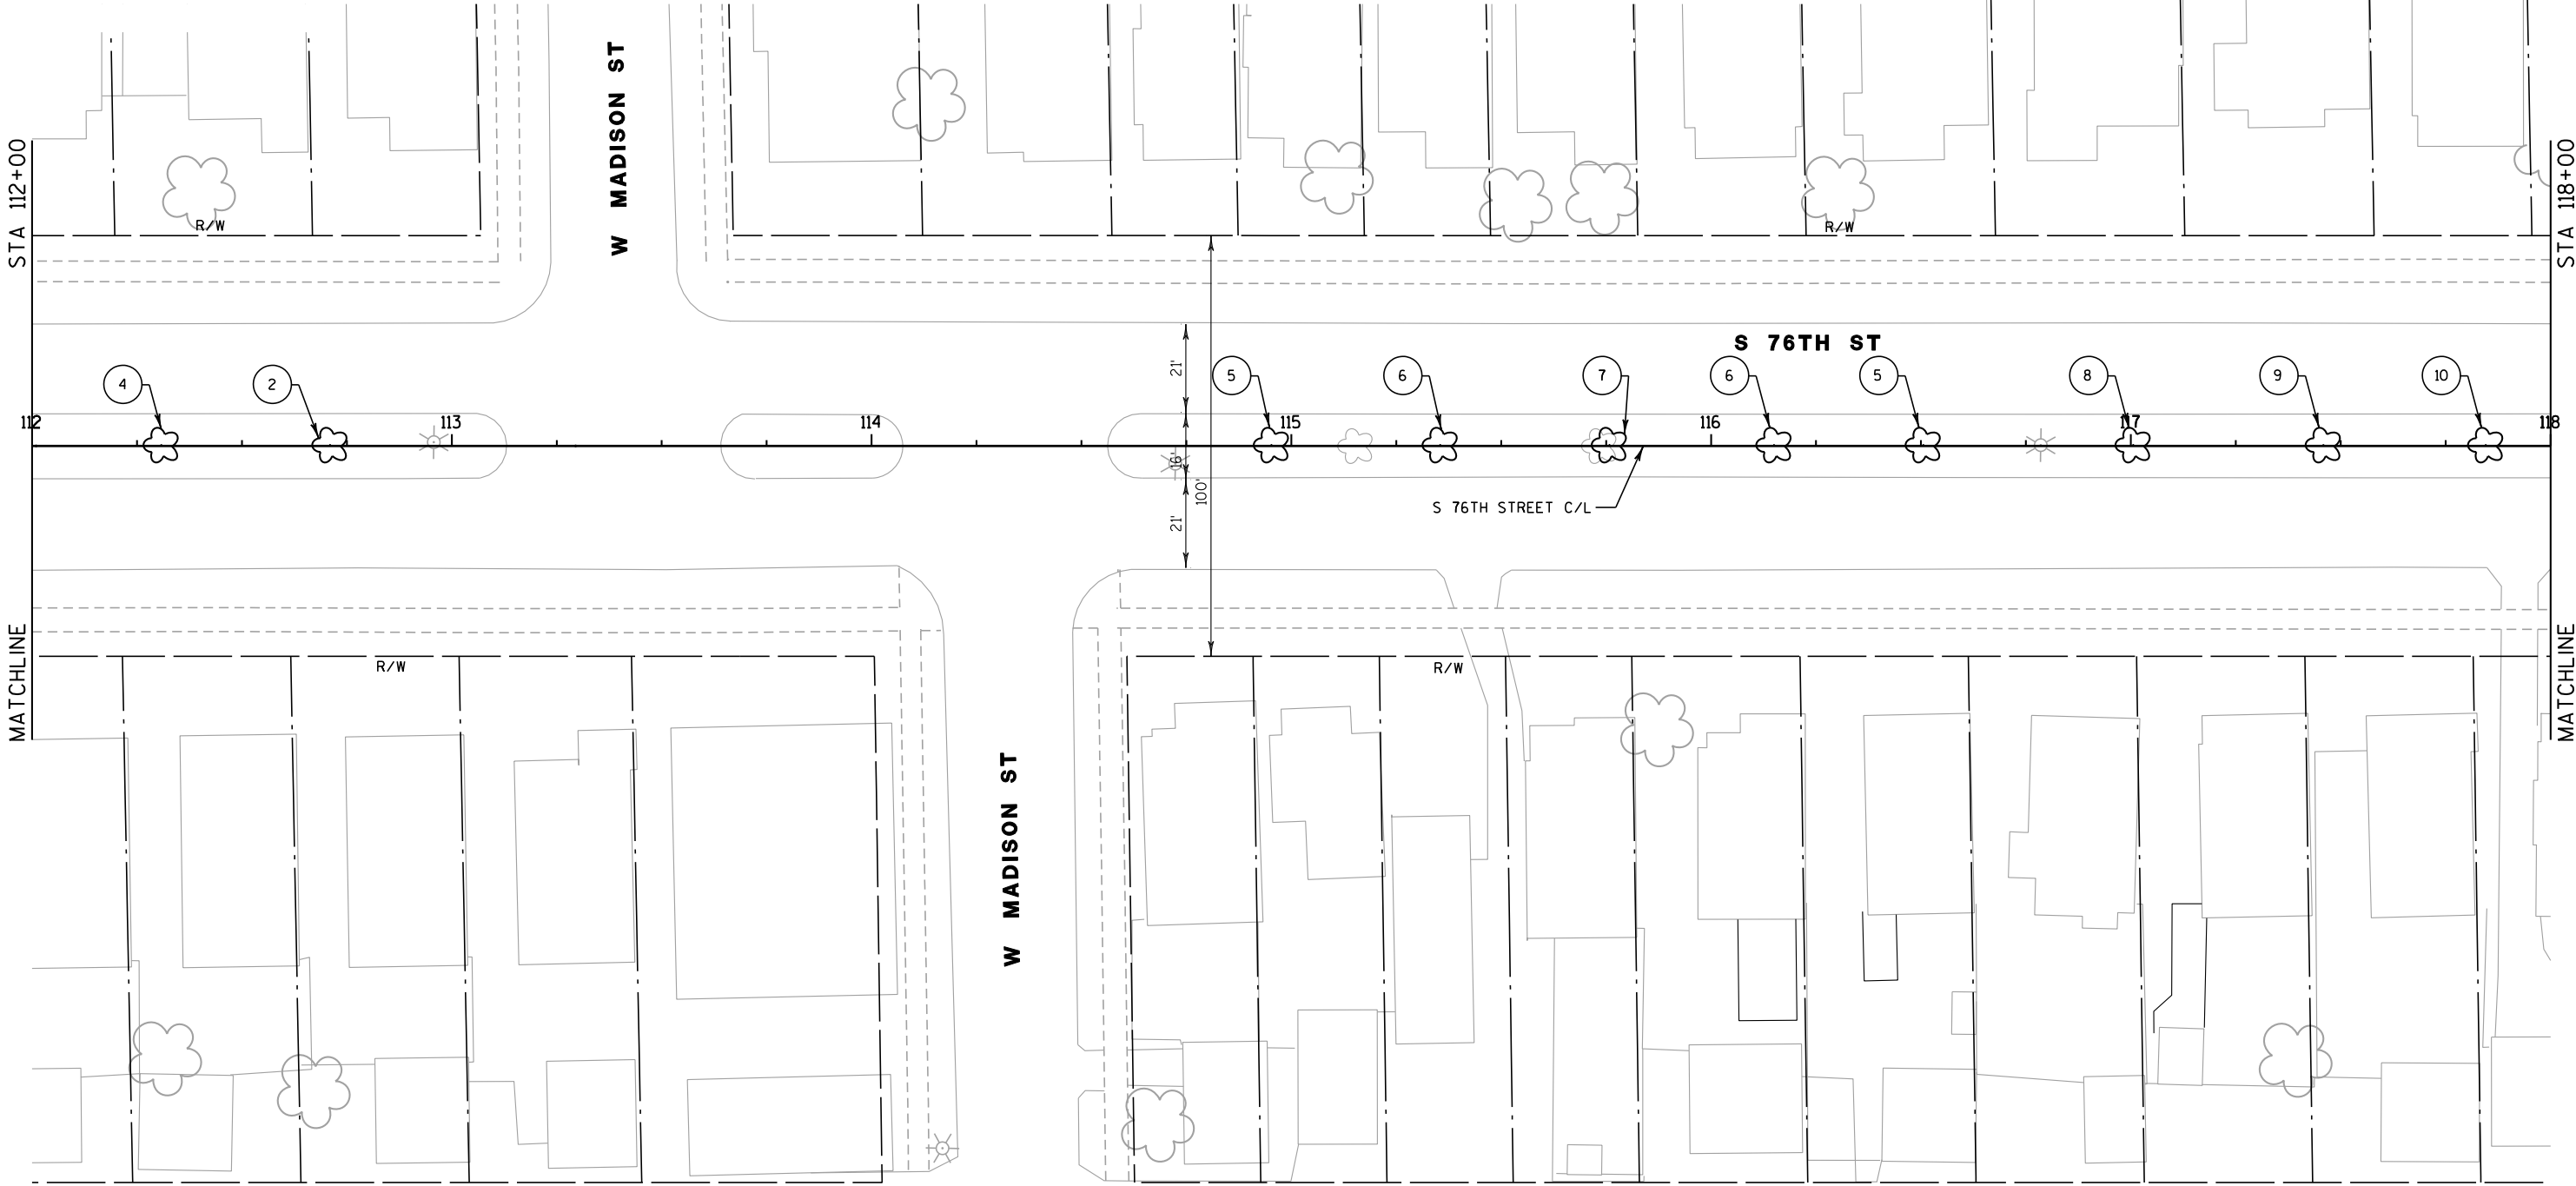 STA 112+00
MATCHLINE
W MADISON ST
R/W
R/W
STA 118+00
MATCHLINE
S 76TH ST
4
2
5
6
7
6
5
8
9
10
112
113
114
115
116
117
118
21'
16'
100'
21'
S 76TH STREET C/L
R/W
R/W
W MADISON ST